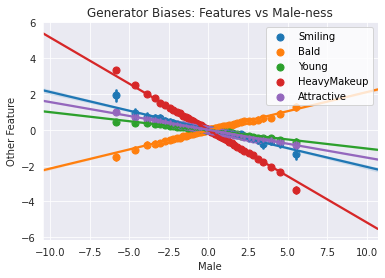 Generator Biases: Features vs Male-ness
6
4
2
0
−2
−4
−6
Other Feature
Smiling
Bald
Young
HeavyMakeup
Attractive
−10.0 −7.5 −5.0 −2.5 0.0 2.5 5.0 7.5 10.0
Male